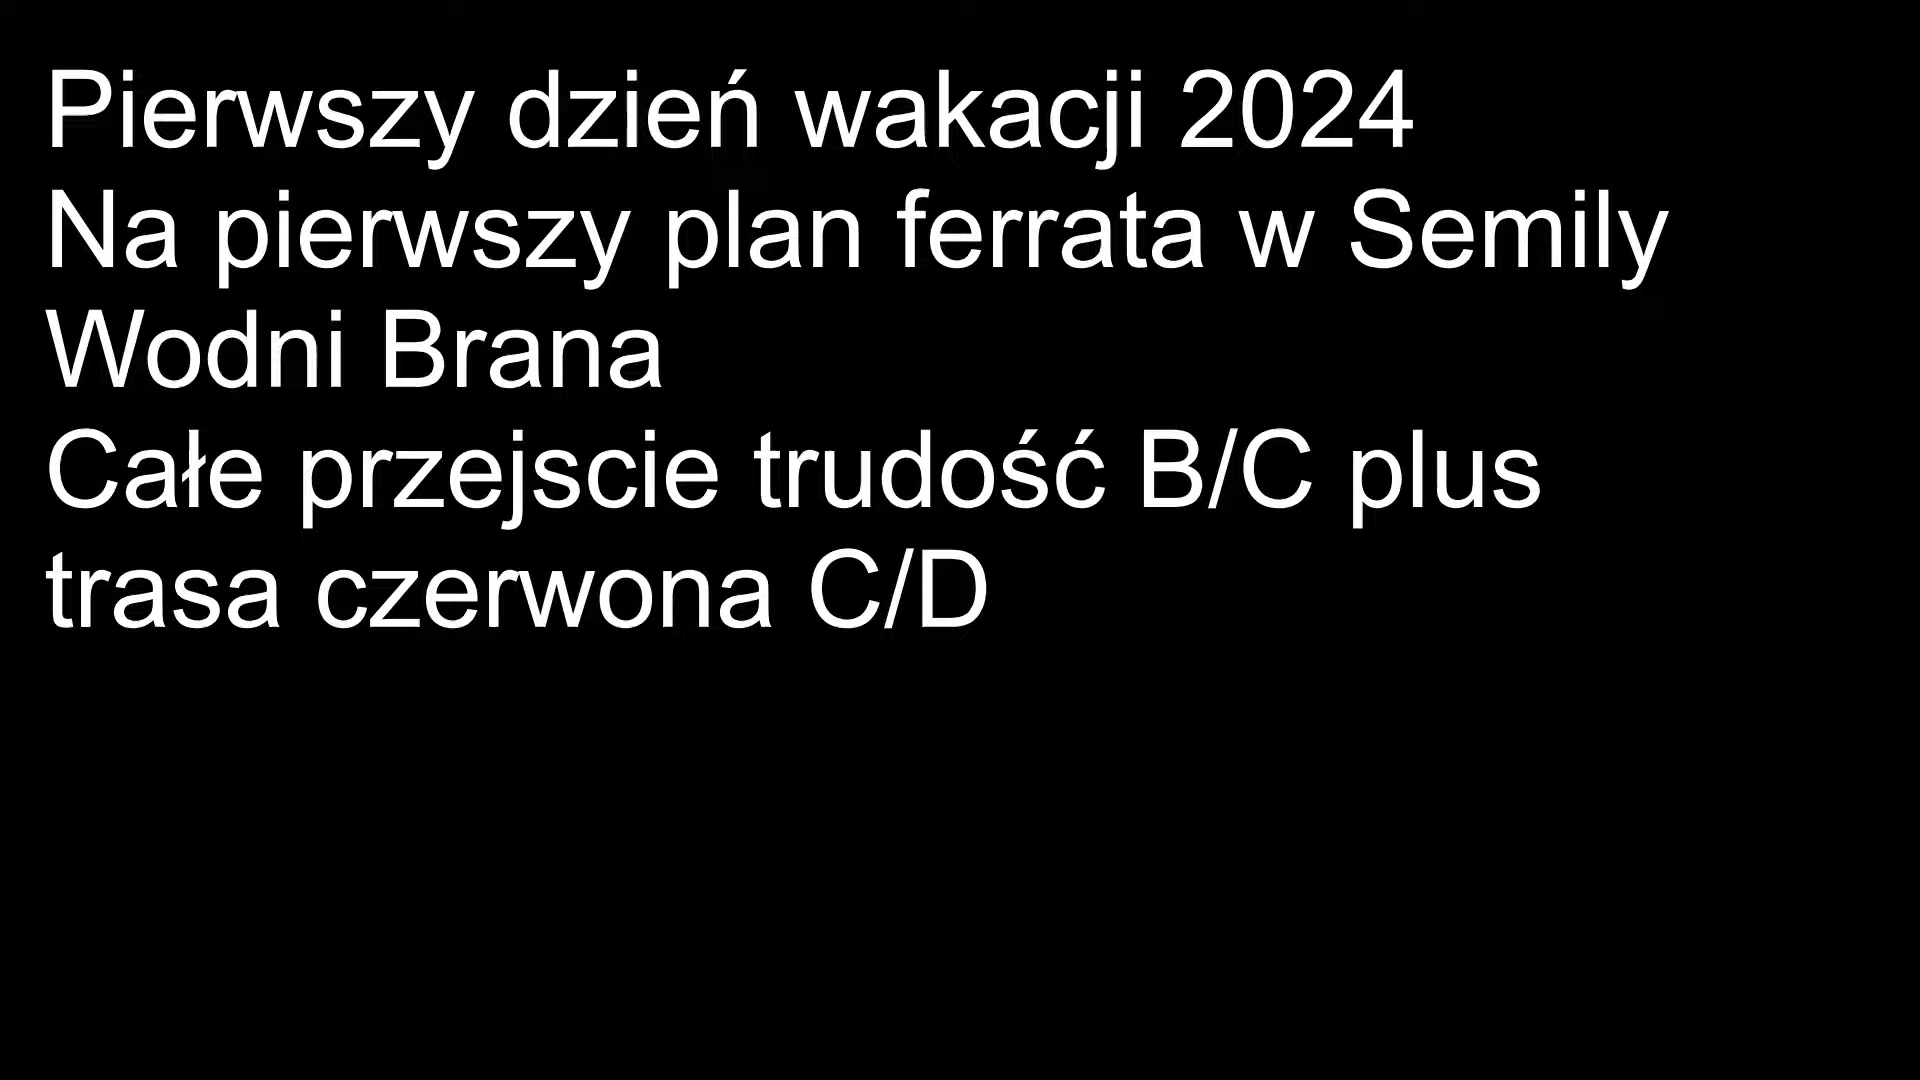 Pierwszy dzień wakacji 2024
Na pierwszy plan ferrata w Semily
Wodni Brana
Całe przejscie trudość B/C plus
trasa czerwona C/D